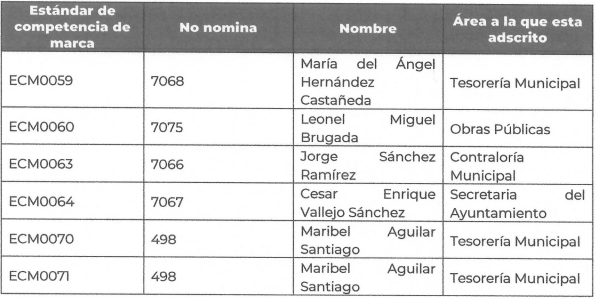 Estándar de competencia de marca | No nomina | Nombre | Área a la que esta adscrito
ECM0059 | 7068 | María del Ángel Hernández Castañeda | Tesorería Municipal
ECM0060 | 7075 | Leonel Miguel Brugada | Obras Públicas
ECM0063 | 7066 | Jorge Sánchez Ramírez | Contraloría Municipal
ECM0064 | 7067 | Cesar Enrique Vallejo Sánchez | Secretaria del Ayuntamiento
ECM0070 | 498 | Maribel Aguilar Santiago | Tesorería Municipal
ECM0071 | 498 | Maribel Aguilar Santiago | Tesorería Municipal